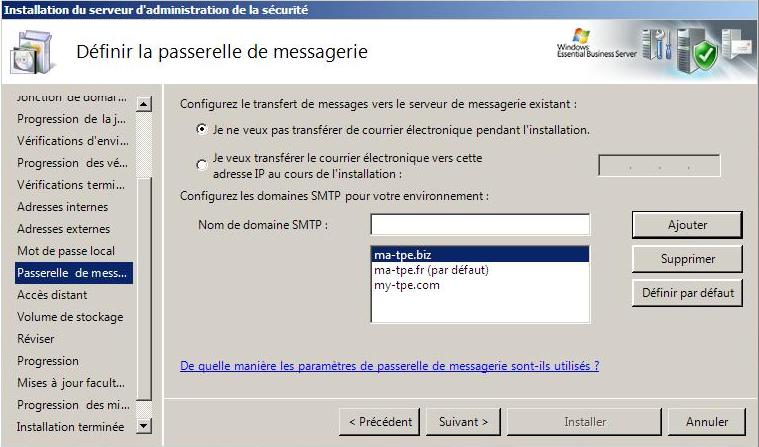 Installation du serveur d'administration de la sécurité
Définir la passerelle de messagerie
Windows
Essential Business Server
Jonction de domai...
Progression de la j...
Vérifications d'envi...
Progression des vé...
Vérifications termi...
Adresses internes
Adresses externes
Mot de passe local
Passerelle de mess...
Accès distant
Volume de stockage
Réviser
Progression
Mises à jour facult...
Progression des mi...
Installation terminée
Configurez le transfert de messages vers le serveur de messagerie existant :
Je ne veux pas transférer de courrier électronique pendant l'installation.
Je veux transférer le courrier électronique vers cette
adresse IP au cours de l'installation :
. . .
Configurez les domaines SMTP pour votre environnement :
Nom de domaine SMTP :
Ajouter
ma-tpe.biz
ma-tpe.fr (par défaut)
my-tpe.com
Supprimer
Définir par défaut
De quelle manière les paramètres de passerelle de messagerie sont-ils utilisés ?
< Précédent
Suivant >
Installer
Annuler